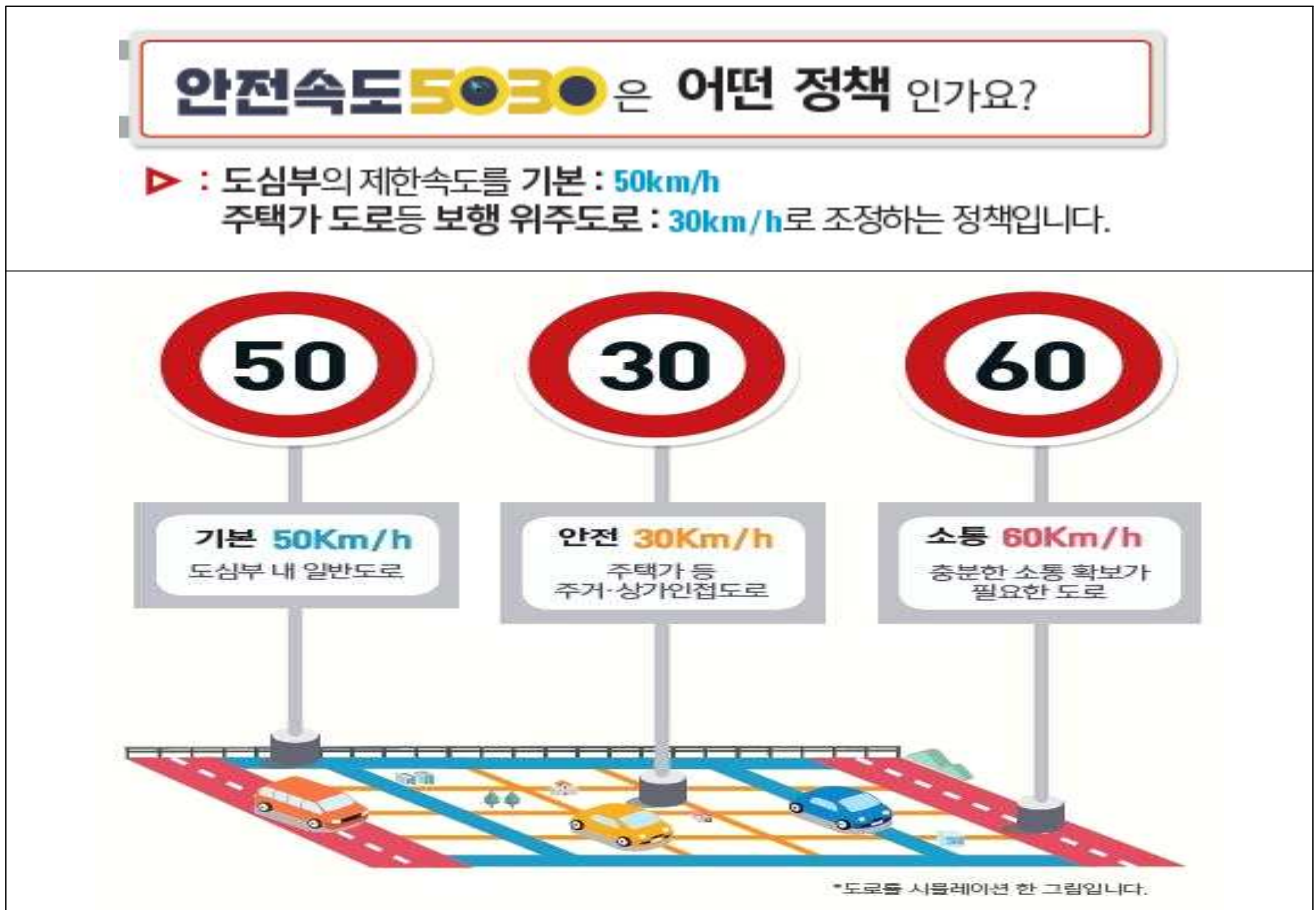 안전속도5030은 어떤 정책 인가요?
: 도심부의 제한속도를 기본 : 50km/h
주택가 도로등 보행 위주도로 : 30km/h로 조정하는 정책입니다.
50
30
60
기본 50Km/h
도심부 내 일반도로
안전 30Km/h
주택가 등
주거·상가인접도로
소통 60Km/h
충분한 소통 확보가
필요한 도로
*도로를 시뮬레이션 한 그림입니다.